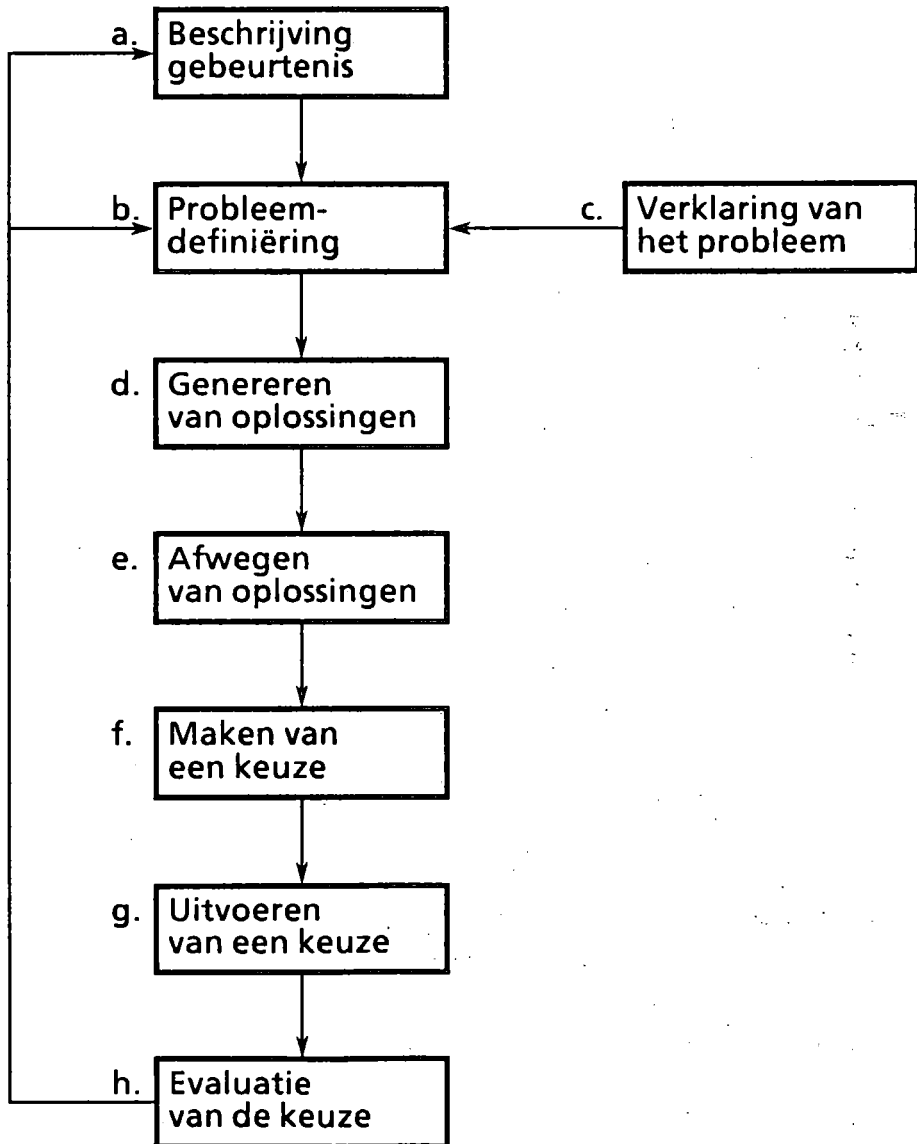 a. Beschrijving
gebeurtenis
b. Probleem-
definiëring
c. Verklaring van
het probleem
d. Genereren
van oplossingen
e. Afwegen
van oplossingen
f. Maken van
een keuze
g. Uitvoeren
van een keuze
h. Evaluatie
van de keuze